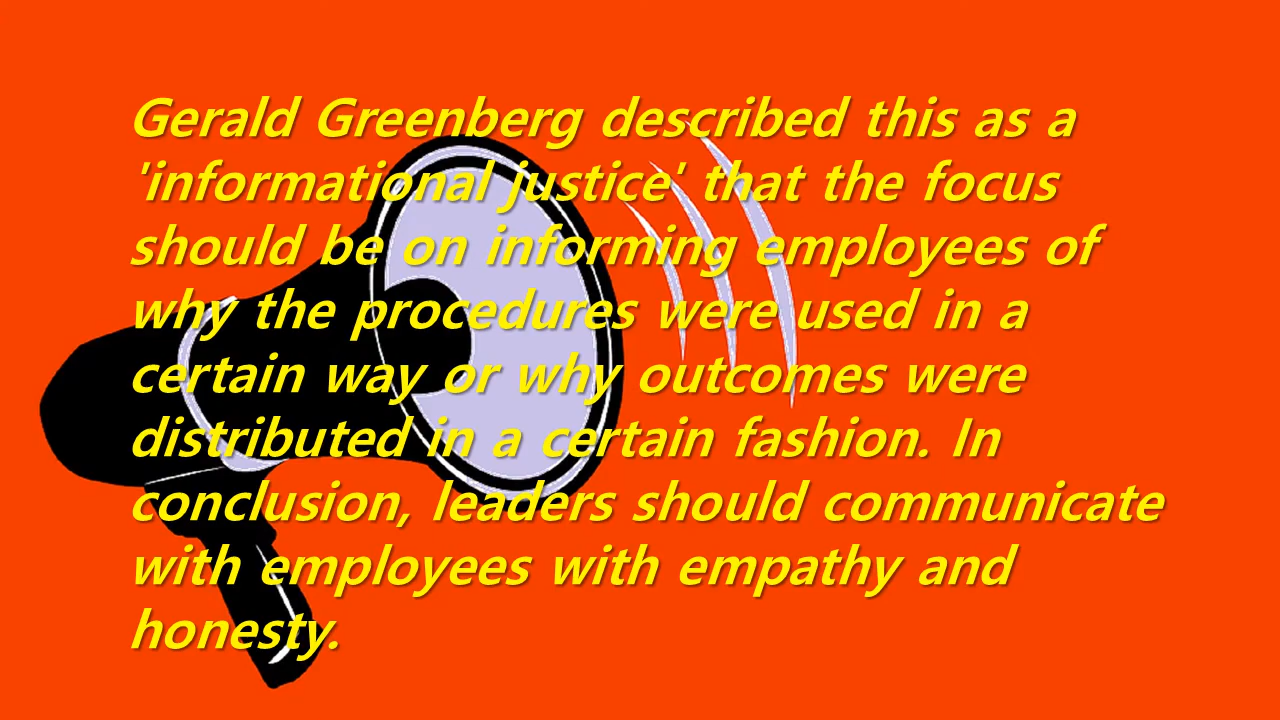 Gerald Greenberg described this as a
'informational justice' that the focus
should be on informing employees of
why the procedures were used in a
certain way or why outcomes were
distributed in a certain fashion. In
conclusion, leaders should communicate
with employees with empathy and
honesty.